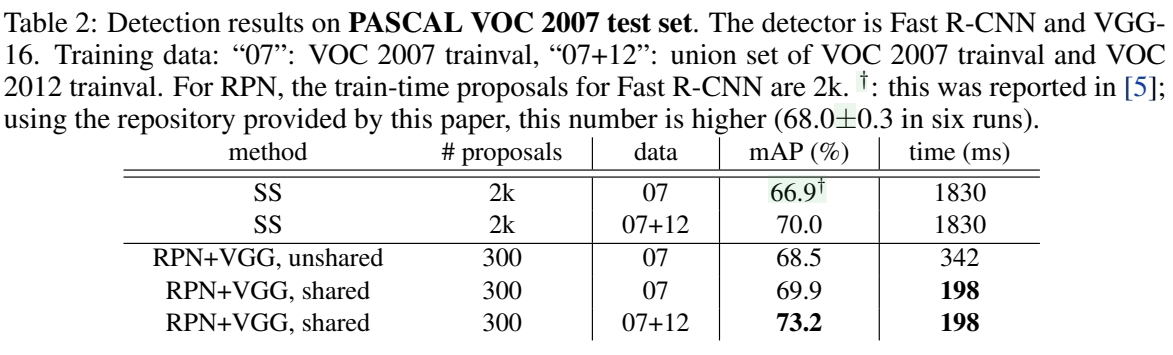 Table 2: Detection results on PASCAL VOC 2007 test set. The detector is Fast R-CNN and VGG-
16. Training data: “07”: VOC 2007 trainval, “07+12”: union set of VOC 2007 trainval and VOC
2012 trainval. For RPN, the train-time proposals for Fast R-CNN are 2k. †: this was reported in [5];
using the repository provided by this paper, this number is higher (68.0±0.3 in six runs).
method # proposals data mAP (%) time (ms)
SS 2k 07 66.9† 1830
SS 2k 07+12 70.0 1830
RPN+VGG, unshared 300 07 68.5 342
RPN+VGG, shared 300 07 69.9 198
RPN+VGG, shared 300 07+12 73.2 198